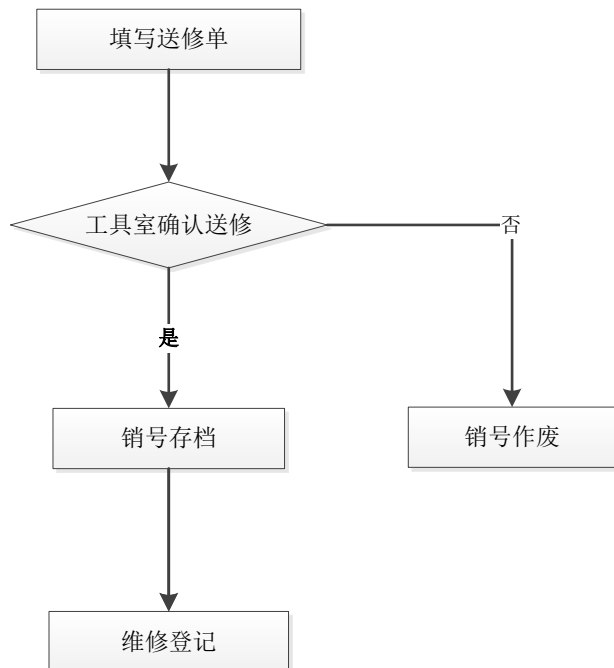 填写送修单
工具室确认送修
否
是
销号存档
销号作废
维修登记